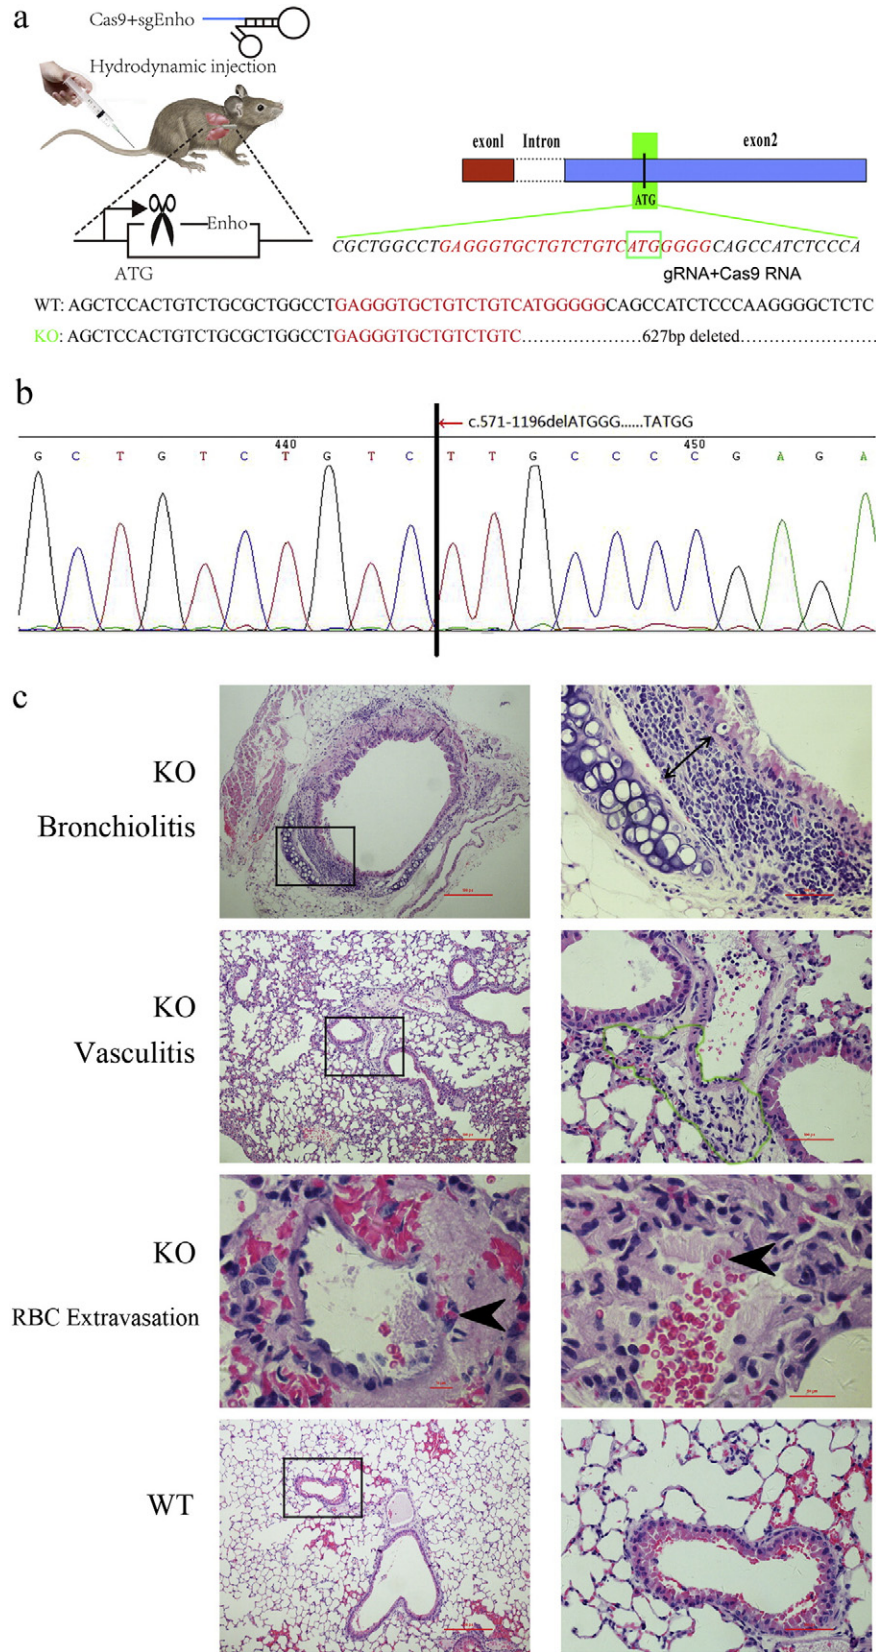 a
Cas9+sgEnho
Hydrodynamic injection
exon1 Intron exon2
ATG
Enho
ATG
CGCTGGCCTGAGGGTGCTGTCTGTCATGGGGGCAGCCATCTCCCA
gRNA+Cas9 RNA
WT: AGCTCCACTGTCTGCGCTGGCCTGAGGGTGCTGTCTGTCATGGGGGCAGCCATCTCCCAAGGGGCTCTC
KO: AGCTCCACTGTCTGCGCTGGCCTGAGGGTGCTGTCTGTC.....................627bp deleted........................
b
c.571-1196delATGGG......TATGG
440 450
G C T G T C T G T C T T G C C C C G A G A
c
KO
Bronchiolitis
KO
Vasculitis
KO
RBC Extravasation
WT